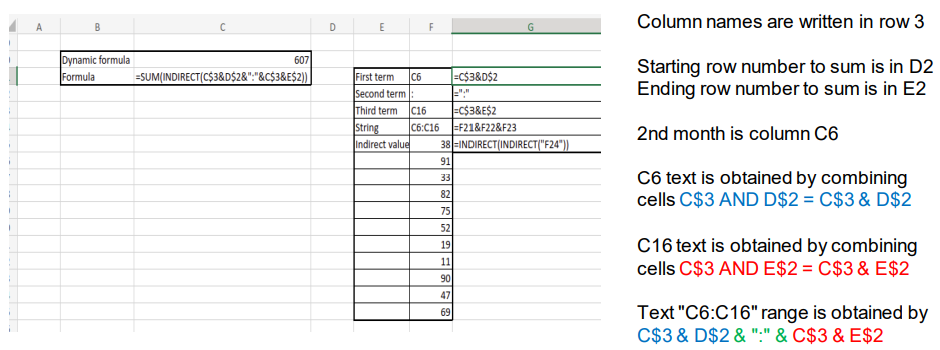 A B C D E F G
Dynamic formula 607
Formula =SUM(INDIRECT(C$3&D$2&":"&C$3&E$2))
First term C6 =C$3&D$2
Second term : =":"
Third term C16 =C$3&E$2
String C6:C16 =F21&F22&F23
Indirect value 38 =INDIRECT(INDIRECT("F24"))
91
33
82
75
52
19
11
90
47
69
Column names are written in row 3
Starting row number to sum is in D2
Ending row number to sum is in E2
2nd month is column C6
C6 text is obtained by combining
cells C$3 AND D$2 = C$3 & D$2
C16 text is obtained by combining
cells C$3 AND E$2 = C$3 & E$2
Text "C6:C16" range is obtained by
C$3 & D$2 & ":" & C$3 & E$2